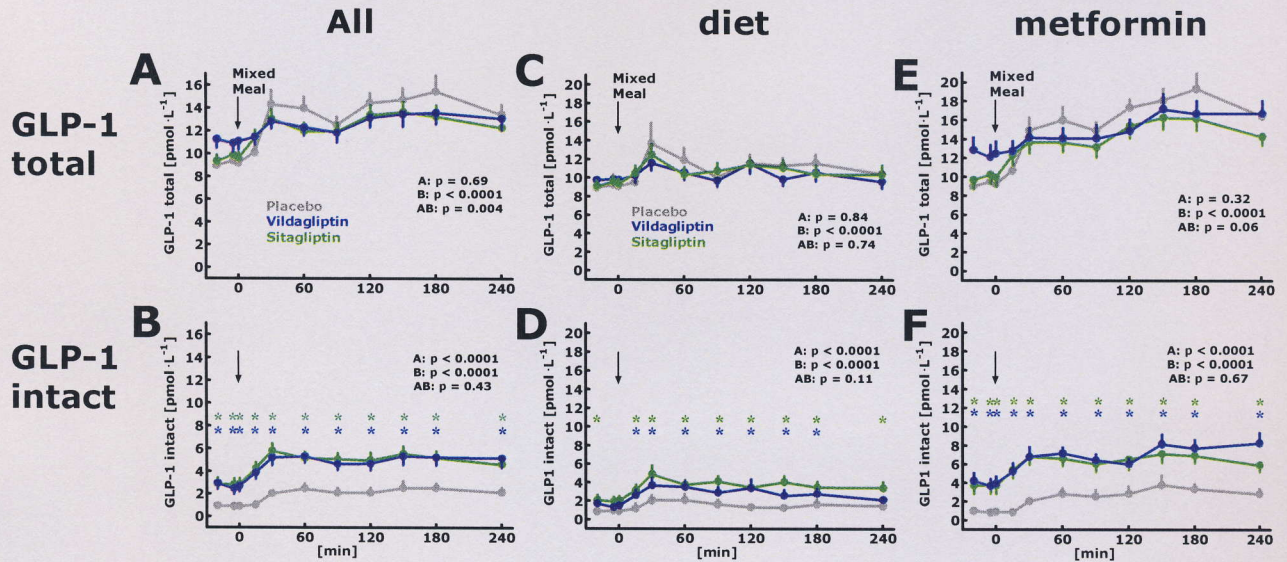 All
diet
metformin
GLP-1
total
A
GLP-1 total [pmol·L⁻¹]
16
14
12
10
8
6
4
2
0
Mixed
Meal
A: p = 0.69
B: p < 0.0001
AB: p = 0.004
Placebo
Vildagliptin
Sitagliptin
0 60 120 180 240
C
GLP-1 total [pmol·L⁻¹]
20
18
16
14
12
10
8
6
4
2
0
Mixed
Meal
Placebo
Vildagliptin
Sitagliptin
A: p = 0.84
B: p < 0.0001
AB: p = 0.74
0 60 120 180 240
E
GLP-1 total [pmol·L⁻¹]
20
18
16
14
12
10
8
6
4
2
0
Mixed
Meal
A: p = 0.32
B: p < 0.0001
AB: p = 0.06
0 60 120 180 240
GLP-1
intact
B
GLP-1 intact [pmol·L⁻¹]
16
14
12
10
8
6
4
2
0
A: p < 0.0001
B: p < 0.0001
AB: p = 0.43
* * * * * * * * * * *
* * * * * * * * * * *
0 60 120 180 240
[min]
D
GLP1 intact [pmol·L⁻¹]
20
18
16
14
12
10
8
6
4
2
0
A: p < 0.0001
B: p < 0.0001
AB: p = 0.11
* * * * * * * * *
* * * * * * *
0 60 120 180 240
[min]
F
GLP1 intact [pmol·L⁻¹]
20
18
16
14
12
10
8
6
4
2
0
A: p < 0.0001
B: p < 0.0001
AB: p = 0.67
* * * * * * * * * * *
* * * * * * * * * * *
0 60 120 180 240
[min]